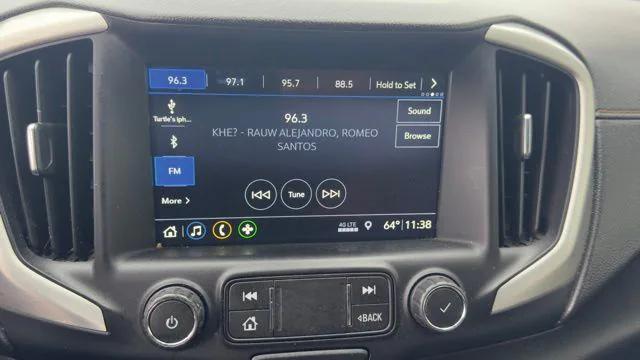 96.3 97.1 95.7 88.5 Hold to Set
Turtle's iph...
96.3
Sound
KHE? - RAUW ALEJANDRO, ROMEO
SANTOS
Browse
FM
More
Tune
4G LTE 64° 11:38
BACK